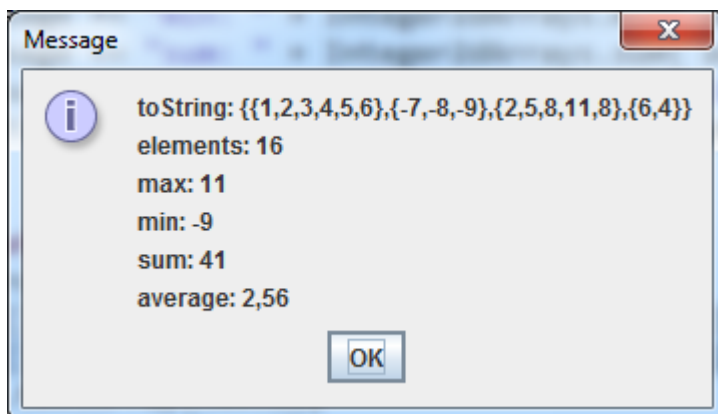 Message
toString: {{1,2,3,4,5,6},{-7,-8,-9},{2,5,8,11,8},{6,4}}
elements: 16
max: 11
min: -9
sum: 41
average: 2,56
OK